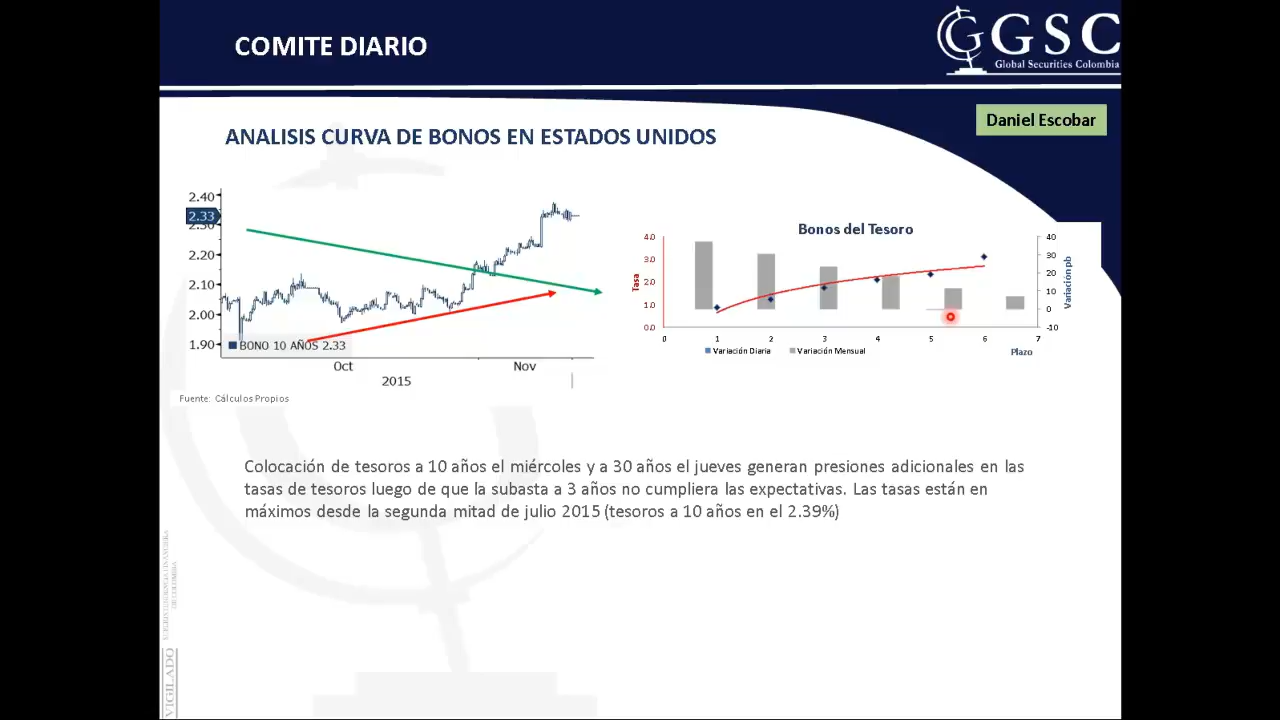 COMITE DIARIO
GGSC
Global Securities Colombia
Daniel Escobar
ANALISIS CURVA DE BONOS EN ESTADOS UNIDOS
2.40
2.33
2.30
2.20
2.10
2.00
1.90
BONO 10 AÑOS 2.33
Oct
Nov
2015
Fuente: Cálculos Propios
Bonos del Tesoro
4.0
3.0
2.0
1.0
0.0
Tasa
40
30
20
10
0
-10
Variación pb
0 1 2 3 4 5 6 7
Variación Diaria
Variación Mensual
Plazo
Colocación de tesoros a 10 años el miércoles y a 30 años el jueves generan presiones adicionales en las
tasas de tesoros luego de que la subasta a 3 años no cumpliera las expectativas. Las tasas están en
máximos desde la segunda mitad de julio 2015 (tesoros a 10 años en el 2.39%)
VIGILADO
SUPERINTENDENCIA FINANCIERA
DE COLOMBIA